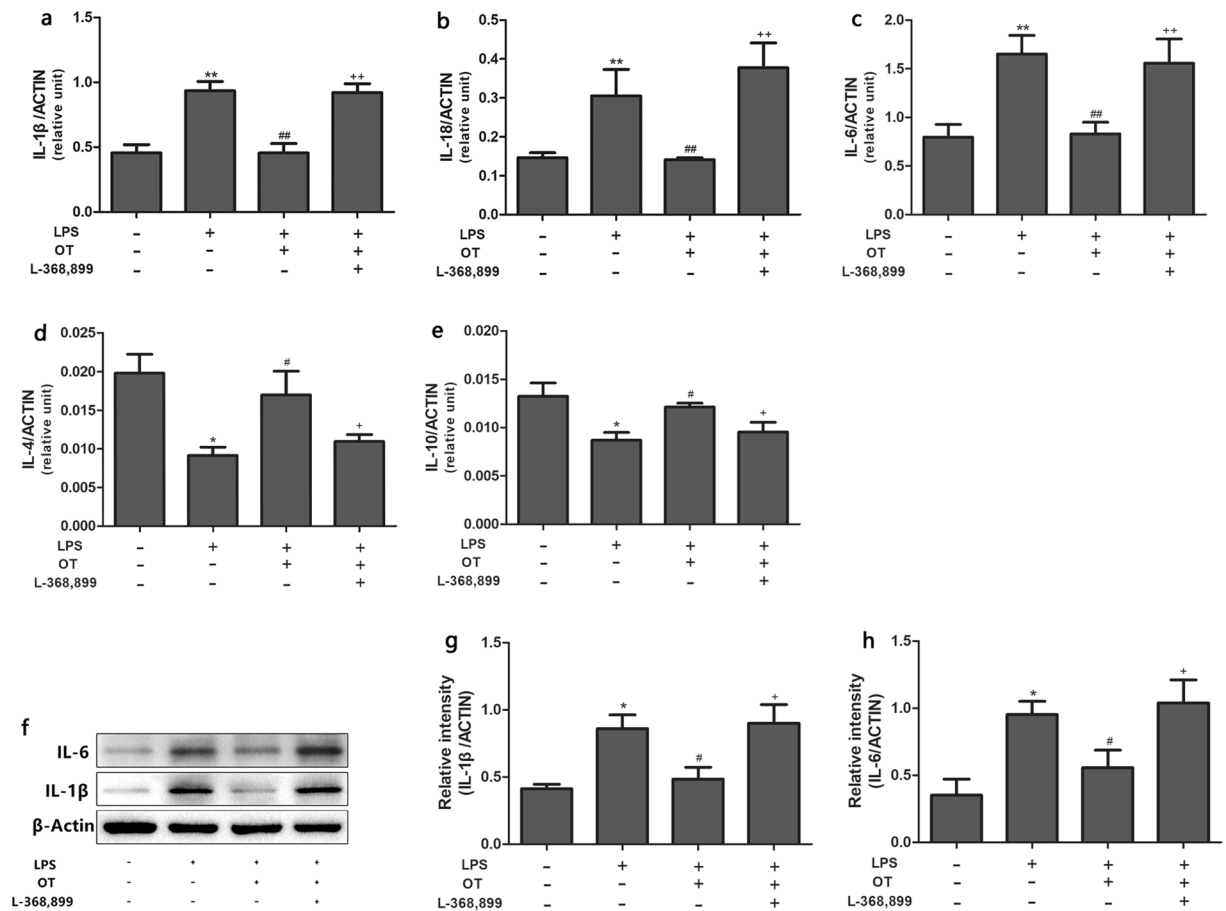 a
IL-1β/ACTIN
(relative unit)
1.5
1.0
0.5
0.0
**
##
++
LPS - + + +
OT - - + +
L-368,899 - - - +
b
IL-18/ACTIN
(relative unit)
0.5
0.4
0.3
0.2
0.1
0.0
**
##
++
LPS - + + +
OT - - + +
L-368,899 - - - +
c
IL-6/ACTIN
(relative unit)
2.0
1.5
1.0
0.5
0.0
**
##
++
LPS - + + +
OT - - + +
L-368,899 - - - +
d
IL-4/ACTIN
(relative unit)
0.025
0.020
0.015
0.010
0.005
0.000
*
#
+
LPS - + + +
OT - - + +
L-368,899 - - - +
e
IL-10/ACTIN
(relative unit)
0.020
0.015
0.010
0.005
0.000
*
#
+
LPS - + + +
OT - - + +
L-368,899 - - - +
f
IL-6
IL-1β
β-Actin
LPS - + + +
OT - - + +
L-368,899 - - - +
g
Relative intensity
(IL-1β/ACTIN)
1.5
1.0
0.5
0.0
*
#
+
LPS - + + +
OT - - + +
L-368,899 - - - +
h
Relative intensity
(IL-6/ACTIN)
1.5
1.0
0.5
0.0
*
#
+
LPS - + + +
OT - - + +
L-368,899 - - - +